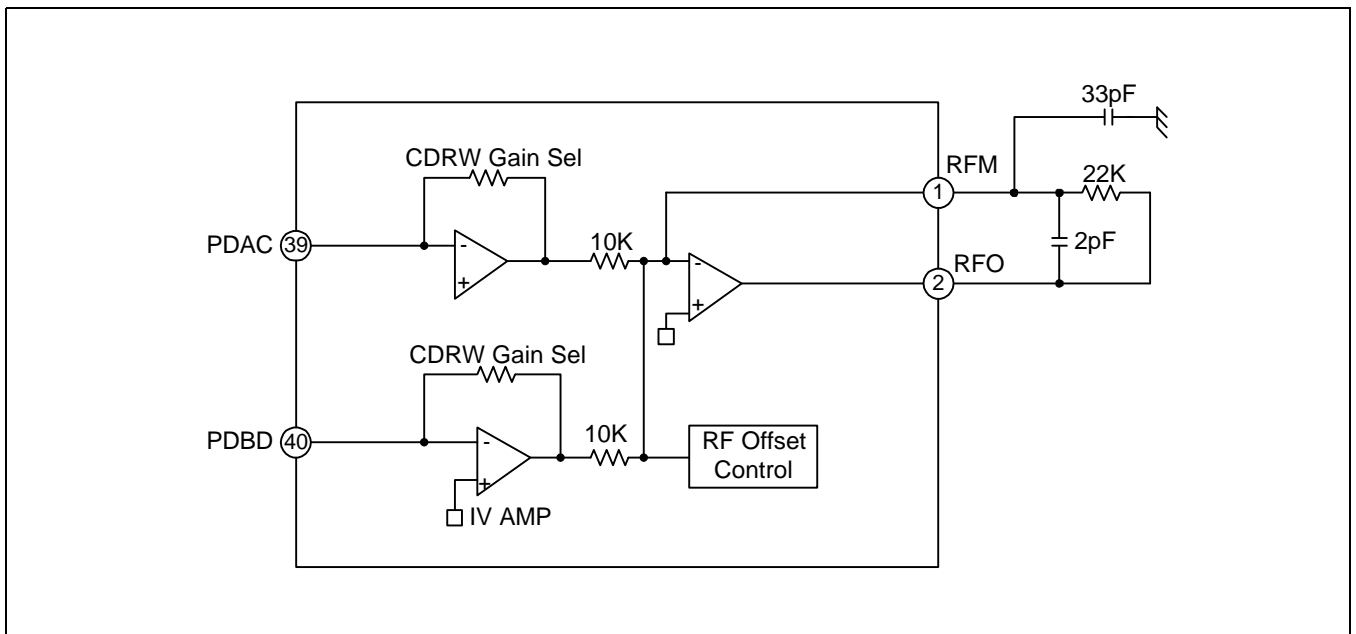 33pF
CDRW Gain Sel
RFM
22K
PDAC 39
-
+
10K
-
+
1
2pF
RFO
2
CDRW Gain Sel
PDBD 40
-
+
10K
RF Offset
Control
IV AMP